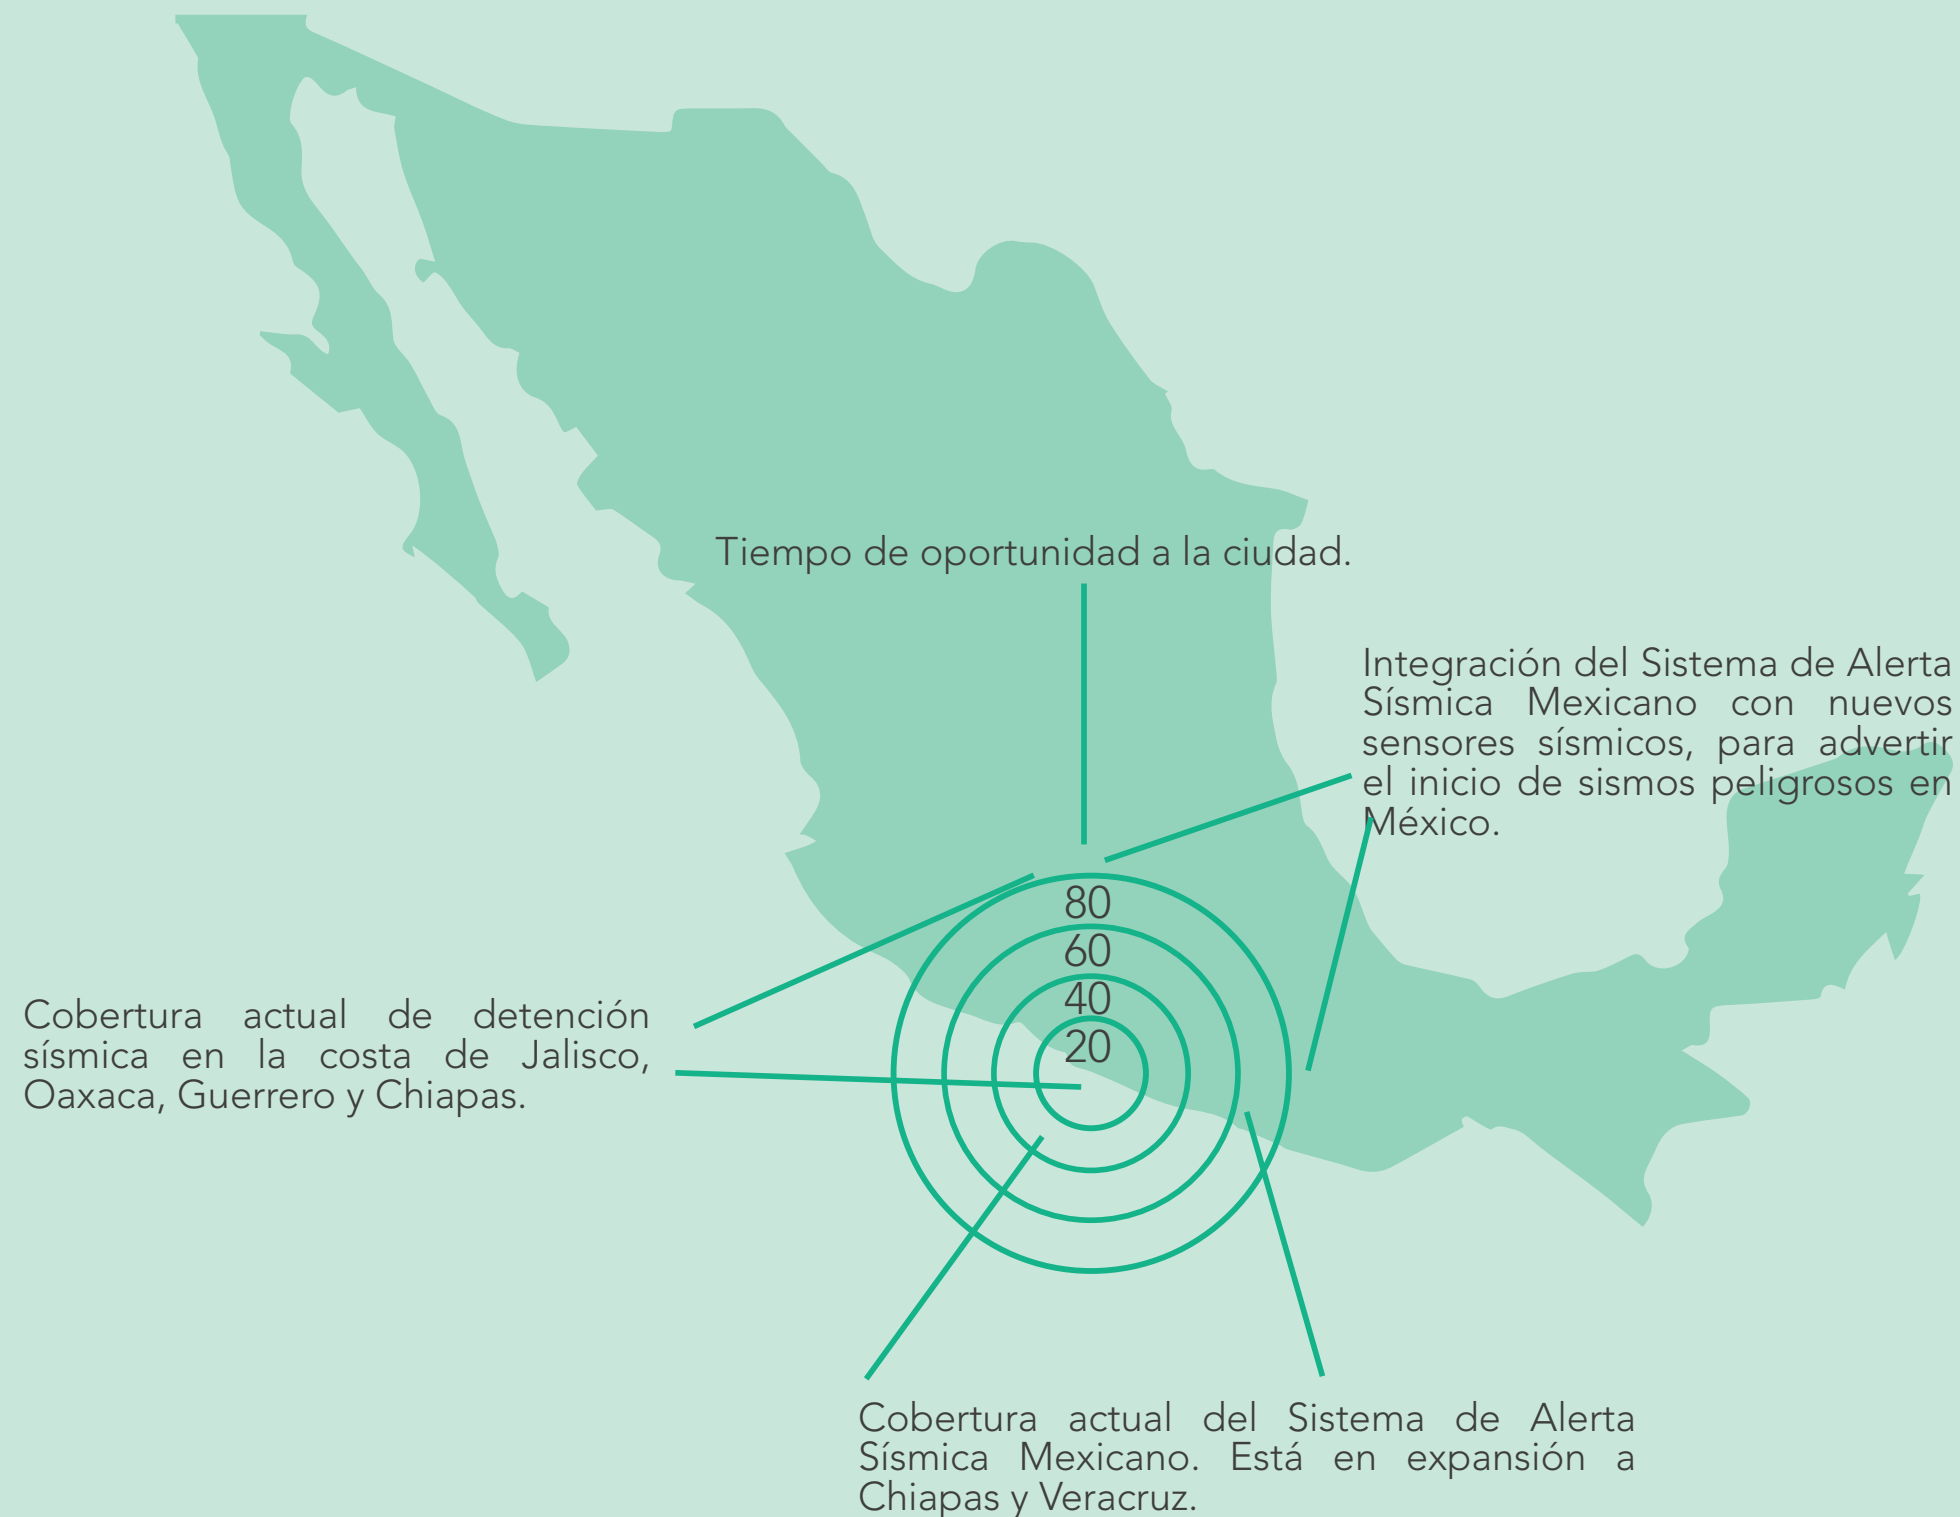 Tiempo de oportunidad a la ciudad.
Integración del Sistema de Alerta
Sísmica Mexicano con nuevos
sensores sísmicos, para advertir
el inicio de sismos peligrosos en
México.
80
60
40
20
Cobertura actual de detención
sísmica en la costa de Jalisco,
Oaxaca, Guerrero y Chiapas.
Cobertura actual del Sistema de Alerta
Sísmica Mexicano. Está en expansión a
Chiapas y Veracruz.